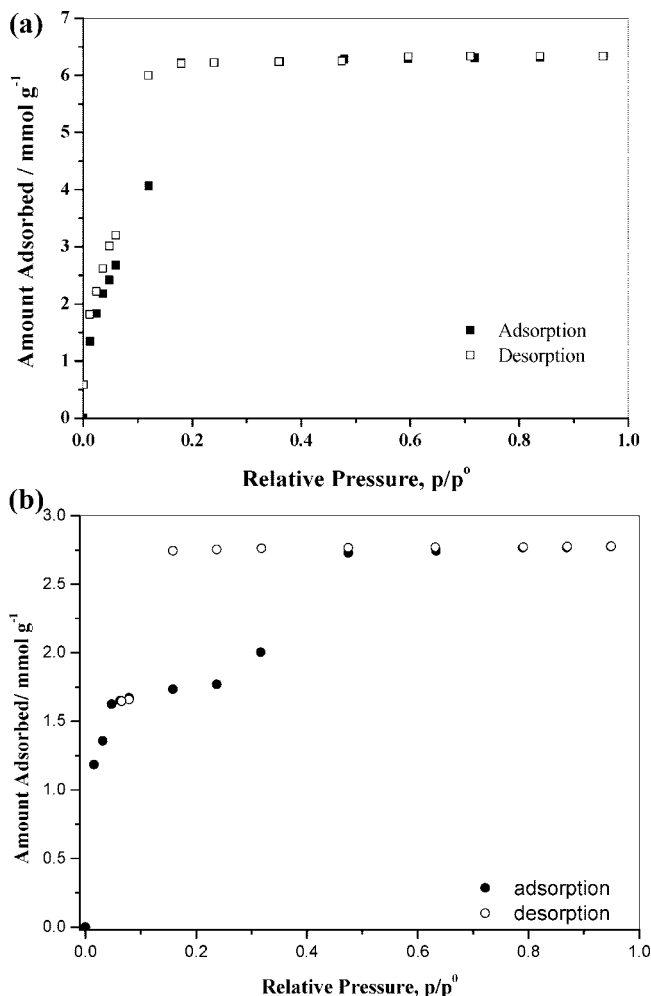 (a)
7
6
5
4
3
2
1
0
Amount Adsorbed / mmol g⁻¹
Adsorption
Desorption
0.0 0.2 0.4 0.6 0.8 1.0
Relative Pressure, p/p°
(b)
3.0
2.5
2.0
1.5
1.0
0.5
0.0
Amount Adsorbed/ mmol g⁻¹
adsorption
desorption
0.0 0.2 0.4 0.6 0.8 1.0
Relative Pressure, p/p⁰